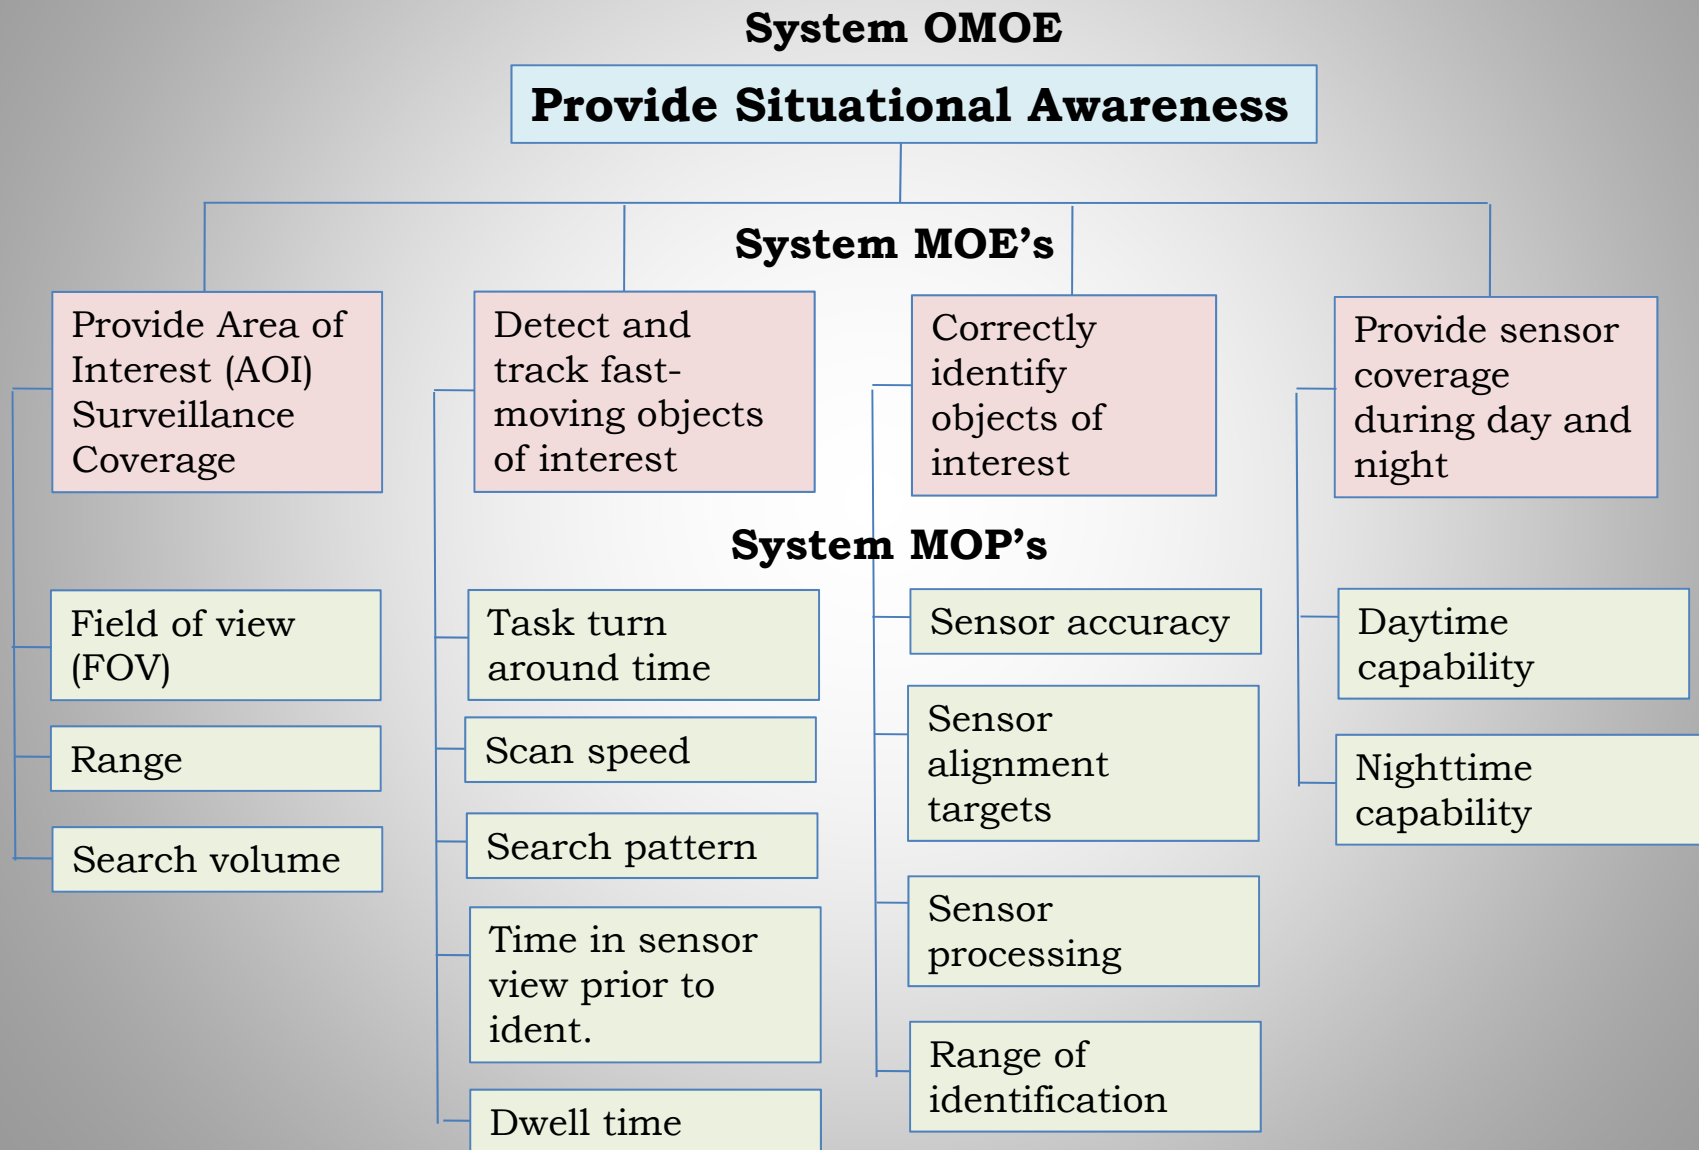 System OMOE
Provide Situational Awareness
System MOE’s
Provide Area of
Interest (AOI)
Surveillance
Coverage
Detect and
track fast-
moving objects
of interest
Correctly
identify
objects of
interest
Provide sensor
coverage
during day and
night
System MOP’s
Field of view
(FOV)
Range
Search volume
Task turn
around time
Scan speed
Search pattern
Time in sensor
view prior to
ident.
Dwell time
Sensor accuracy
Sensor
alignment
targets
Sensor
processing
Range of
identification
Daytime
capability
Nighttime
capability